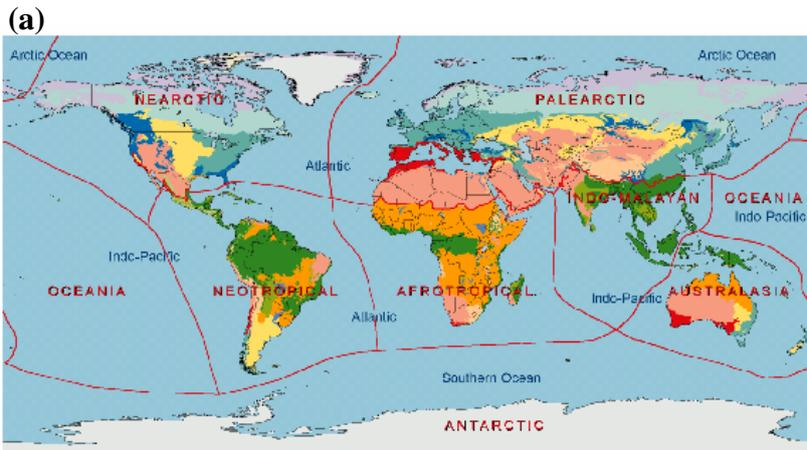 (a)
Arctic Ocean
Arctic Ocean
NEARCTIC
PALEARCTIC
Atlantic
INDO-MALAYAN
OCEANIA
Indo Pacific
Indo-Pacific
OCEANIA
NEOTROPICAL
AFROTROPICAL
Indo-Pacific
AUSTRALASIA
Atlantic
Southern Ocean
ANTARCTIC